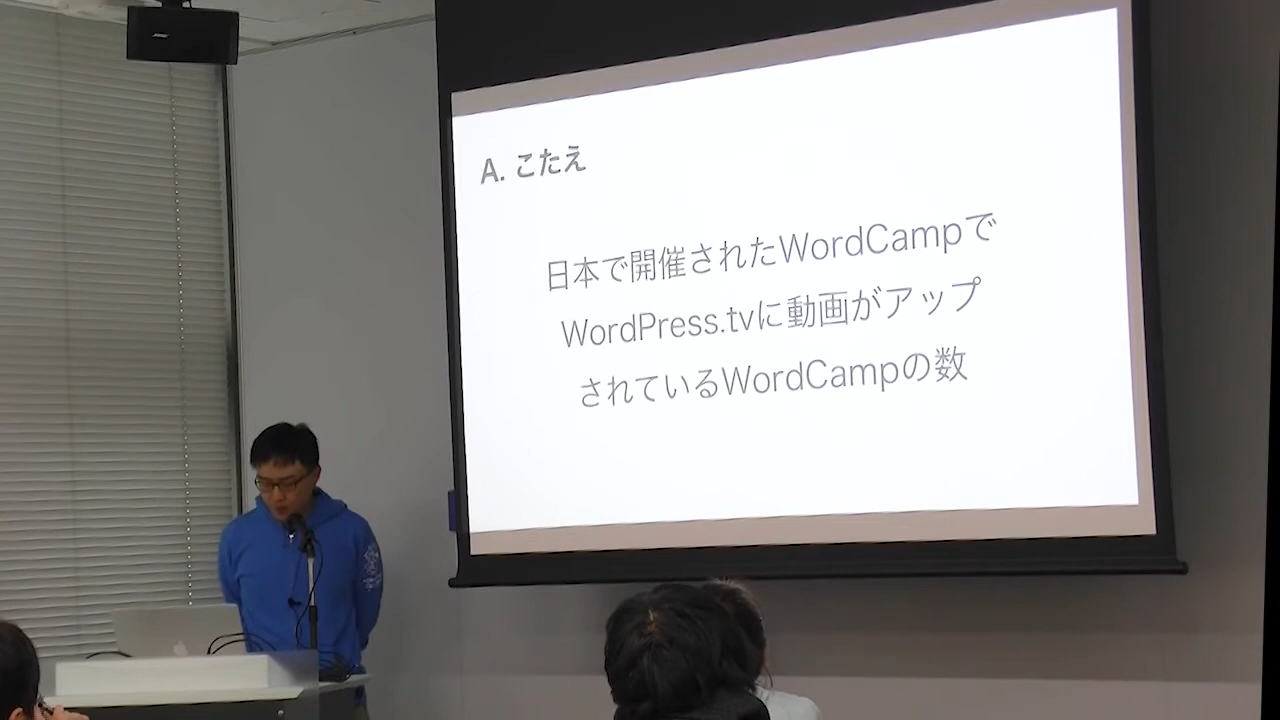 A. こたえ
日本で開催されたWordCampで
WordPress.tvに動画がアップ
されているWordCampの数